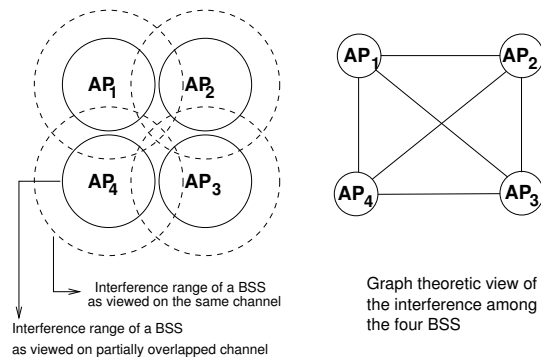 AP1 AP2
AP4 AP3
Interference range of a BSS
as viewed on the same channel
Interference range of a BSS
as viewed on partially overlapped channel
AP1 AP2
AP4 AP3
Graph theoretic view of
the interference among
the four BSS